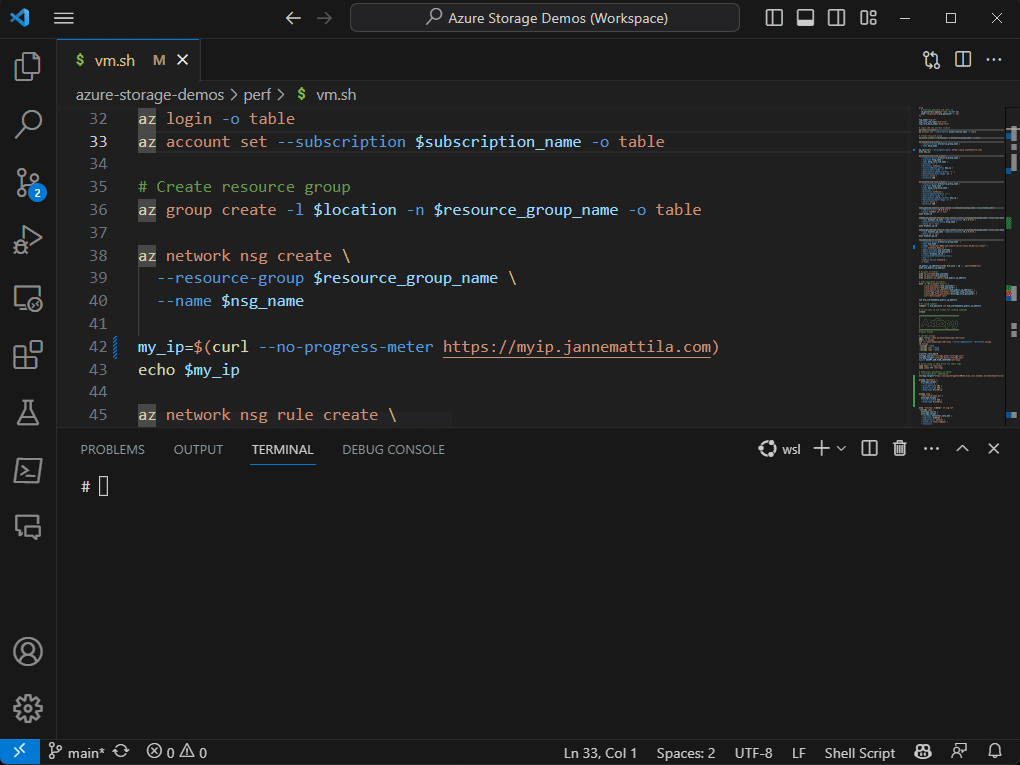 Azure Storage Demos (Workspace)
$ vm.sh M
azure-storage-demos > perf > $ vm.sh
32 az login -o table
33 az account set --subscription $subscription_name -o table
34
35 # Create resource group
36 az group create -l $location -n $resource_group_name -o table
37
38 az network nsg create \
39 --resource-group $resource_group_name \
40 --name $nsg_name
41
42 my_ip=$(curl --no-progress-meter https://myip.jannemattila.com)
43 echo $my_ip
44
45 az network nsg rule create \
2
PROBLEMS OUTPUT TERMINAL DEBUG CONSOLE wsl
#
main* 0 0 Ln 33, Col 1 Spaces: 2 UTF-8 LF Shell Script